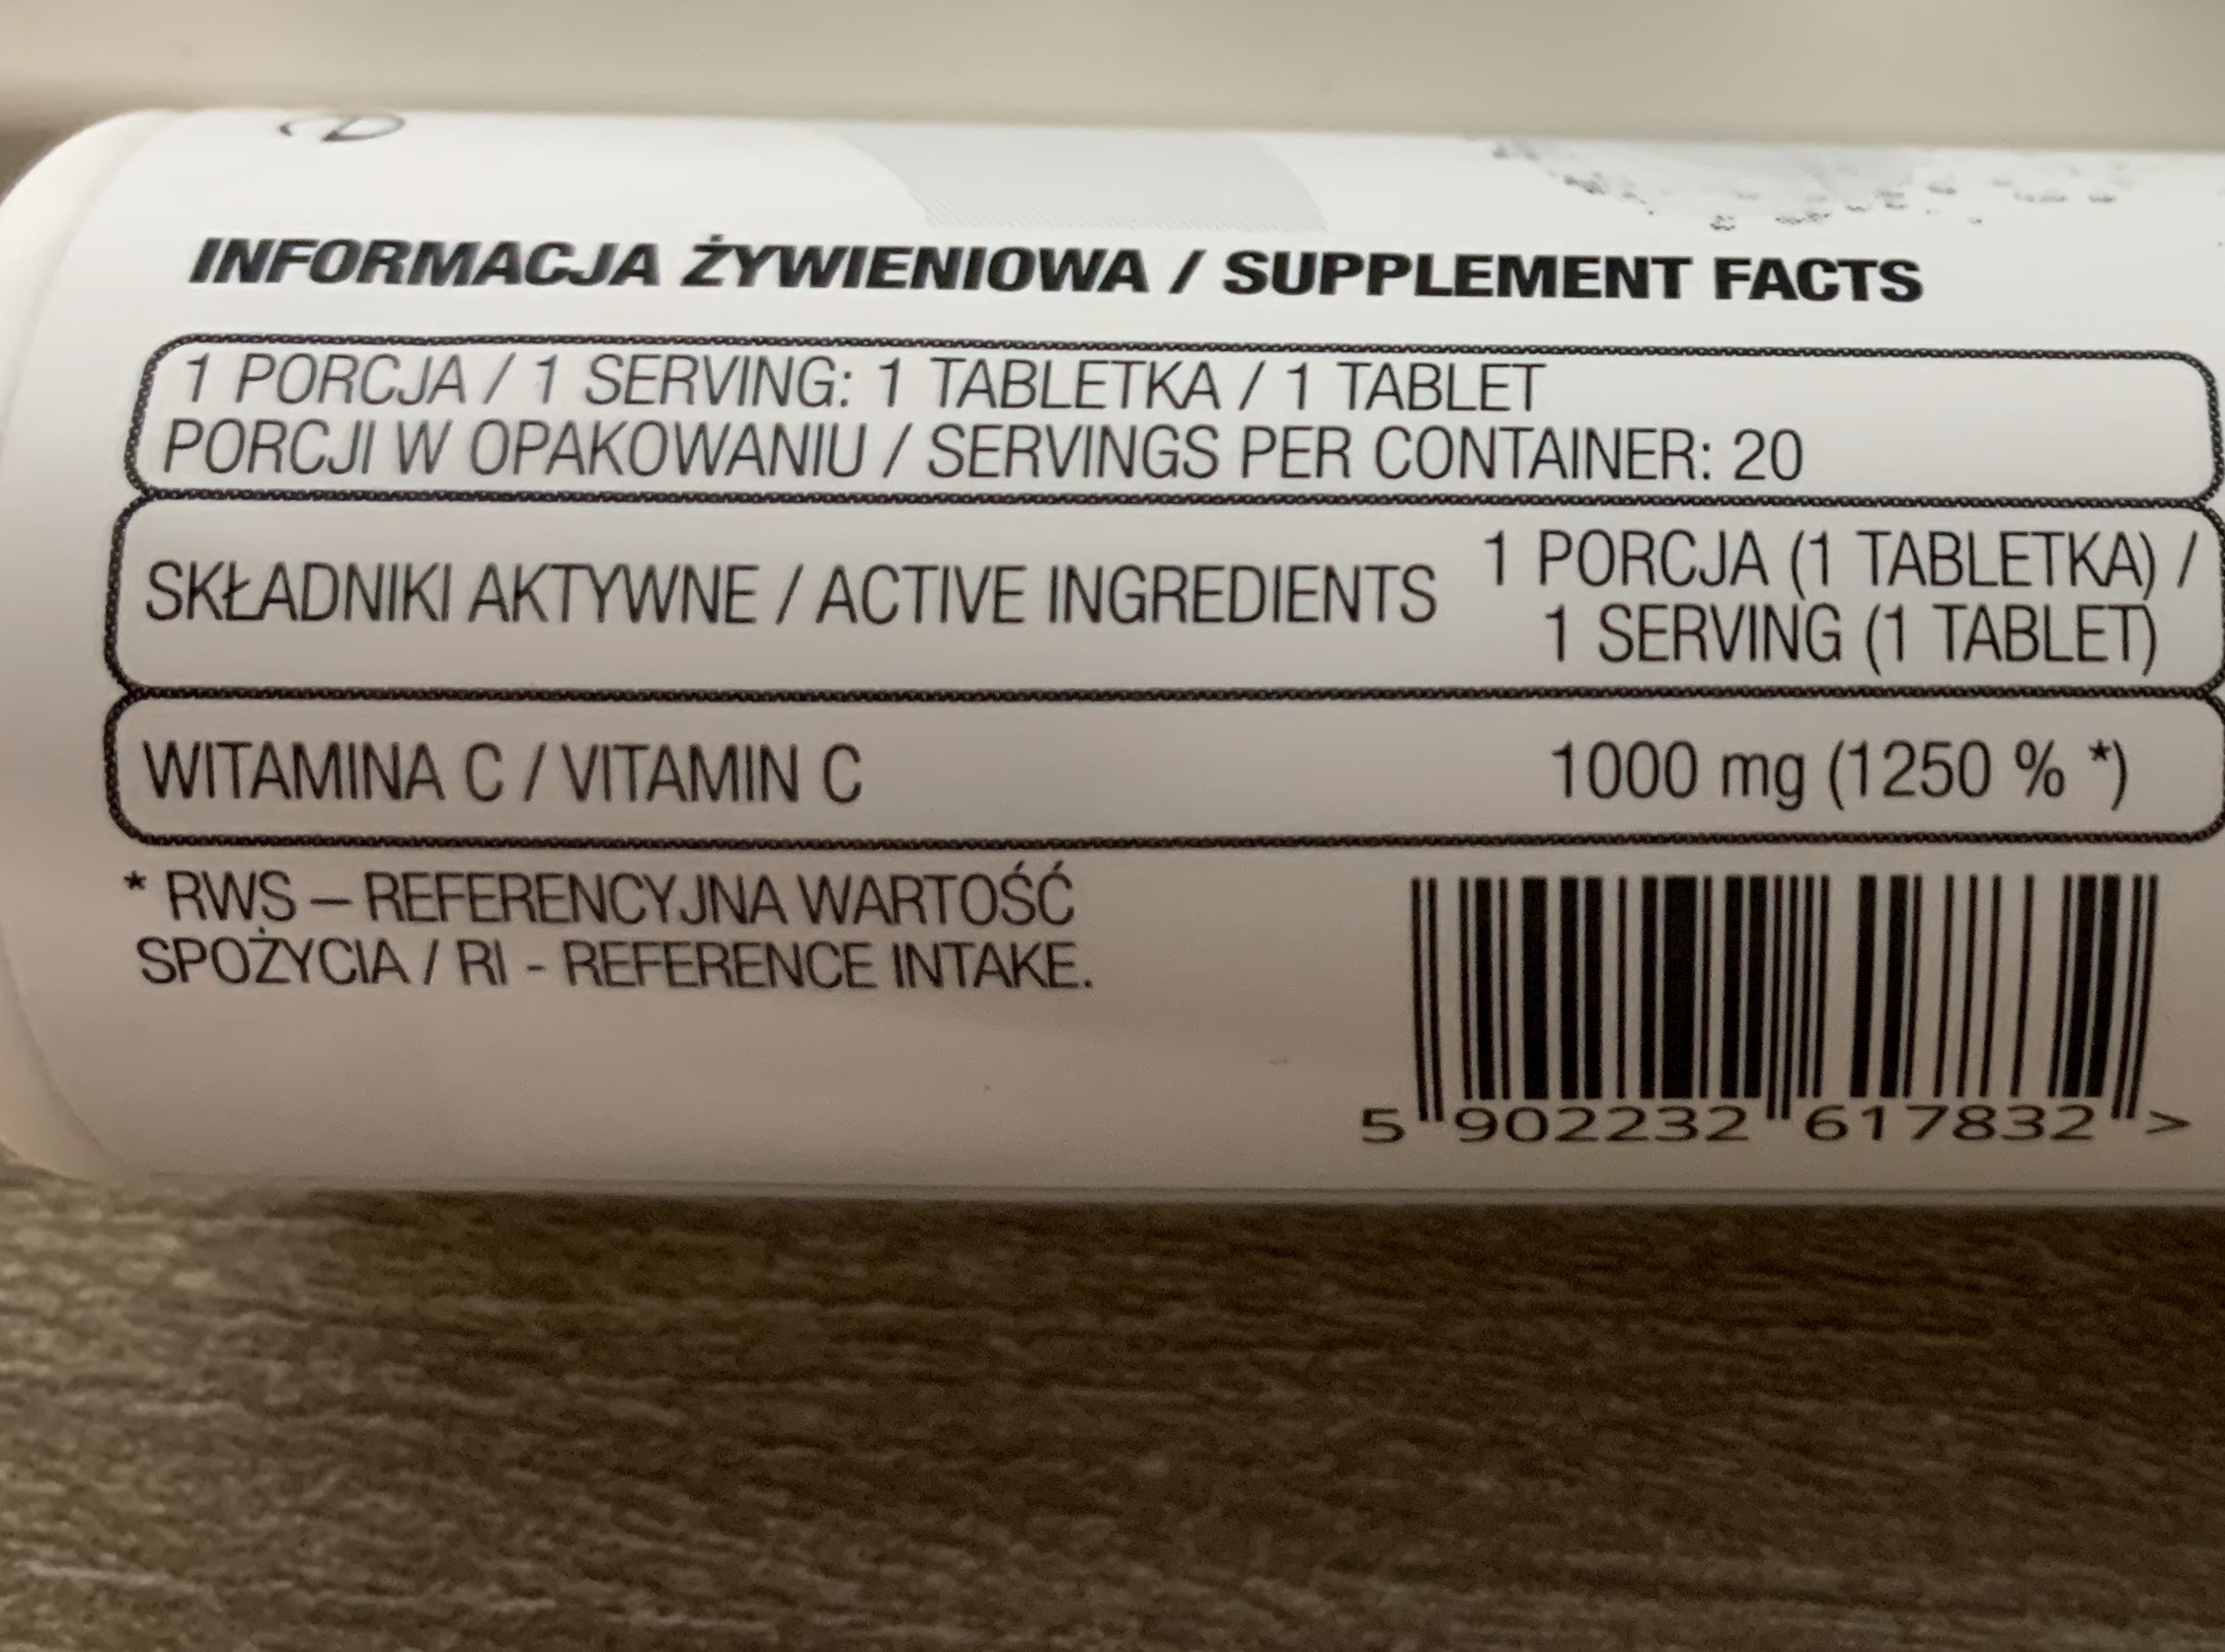 INFORMACJA ŻYWIENIOWA / SUPPLEMENT FACTS
1 PORCJA / 1 SERVING: 1 TABLETKA / 1 TABLET
PORCJI W OPAKOWANIU / SERVINGS PER CONTAINER: 20
SKŁADNIKI AKTYWNE / ACTIVE INGREDIENTS
1 PORCJA (1 TABLETKA) /
1 SERVING (1 TABLET)
WITAMINA C / VITAMIN C 1000 mg (1250 % *)
* RWS – REFERENCYJNA WARTOŚĆ
SPOŻYCIA / RI - REFERENCE INTAKE.
5 902232 617832 >